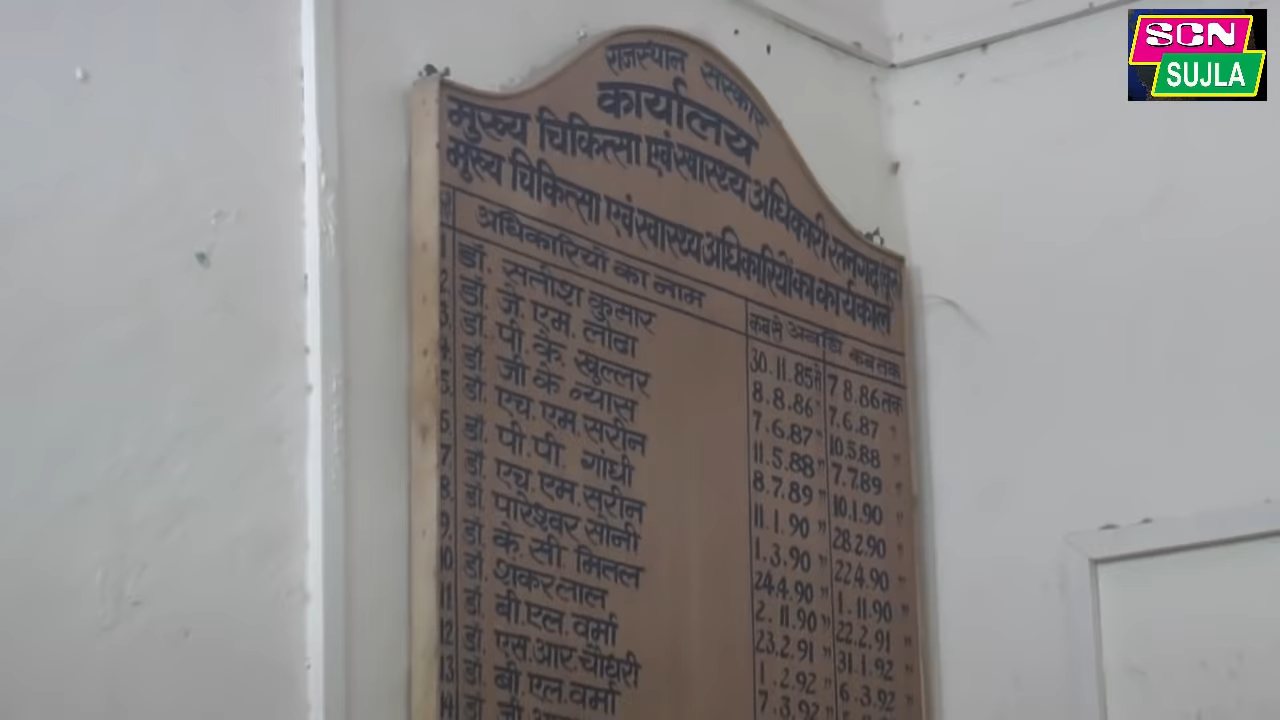 SCN
SUJLA
राजस्थान सरकार
कार्यालय
मुख्य चिकित्सा एवं स्वास्थ्य अधिकारी रतनगढ़ (चूरू)
मुख्य चिकित्सा एवं स्वास्थ्य अधिकारियों का कार्यकाल
अधिकारियों का नाम कब से अवधि कब तक
1 डॉ. सतीश कुमार 30.11.85 से 7.8.86 तक
2. डॉ. जे. एम. लोढा 8.8.86 " 7.6.87 "
3. डॉ. पी. के. खुल्लर 7.6.87 " 10.5.88 "
4. डॉ. जी के व्यास 11.5.88 " 7.7.89 "
5. डॉ. एच. एम. सरीन 8.7.89 " 10.1.90 "
6 डॉ. पी. पी. गांधी 11.1.90 " 28.2.90 "
7. डॉ. एच. एम. सरीन 1.3.90 " 22.4.90 "
8. डॉ. पारेश्वर सोनी 24.4.90 " 1.11.90 "
9. डॉ. के. सी मितल 2.11.90 " 22.2.91 "
10 डॉ. शंकरलाल 23.2.91 " 31.1.92 "
11 डॉ. बी. एल. वर्मा 1.2.92 " 6.3.92 "
12 डॉ. एस. आर. चौधरी 7.3.92 "
13 डॉ. बी. एल. वर्मा
14 डॉ. जी.